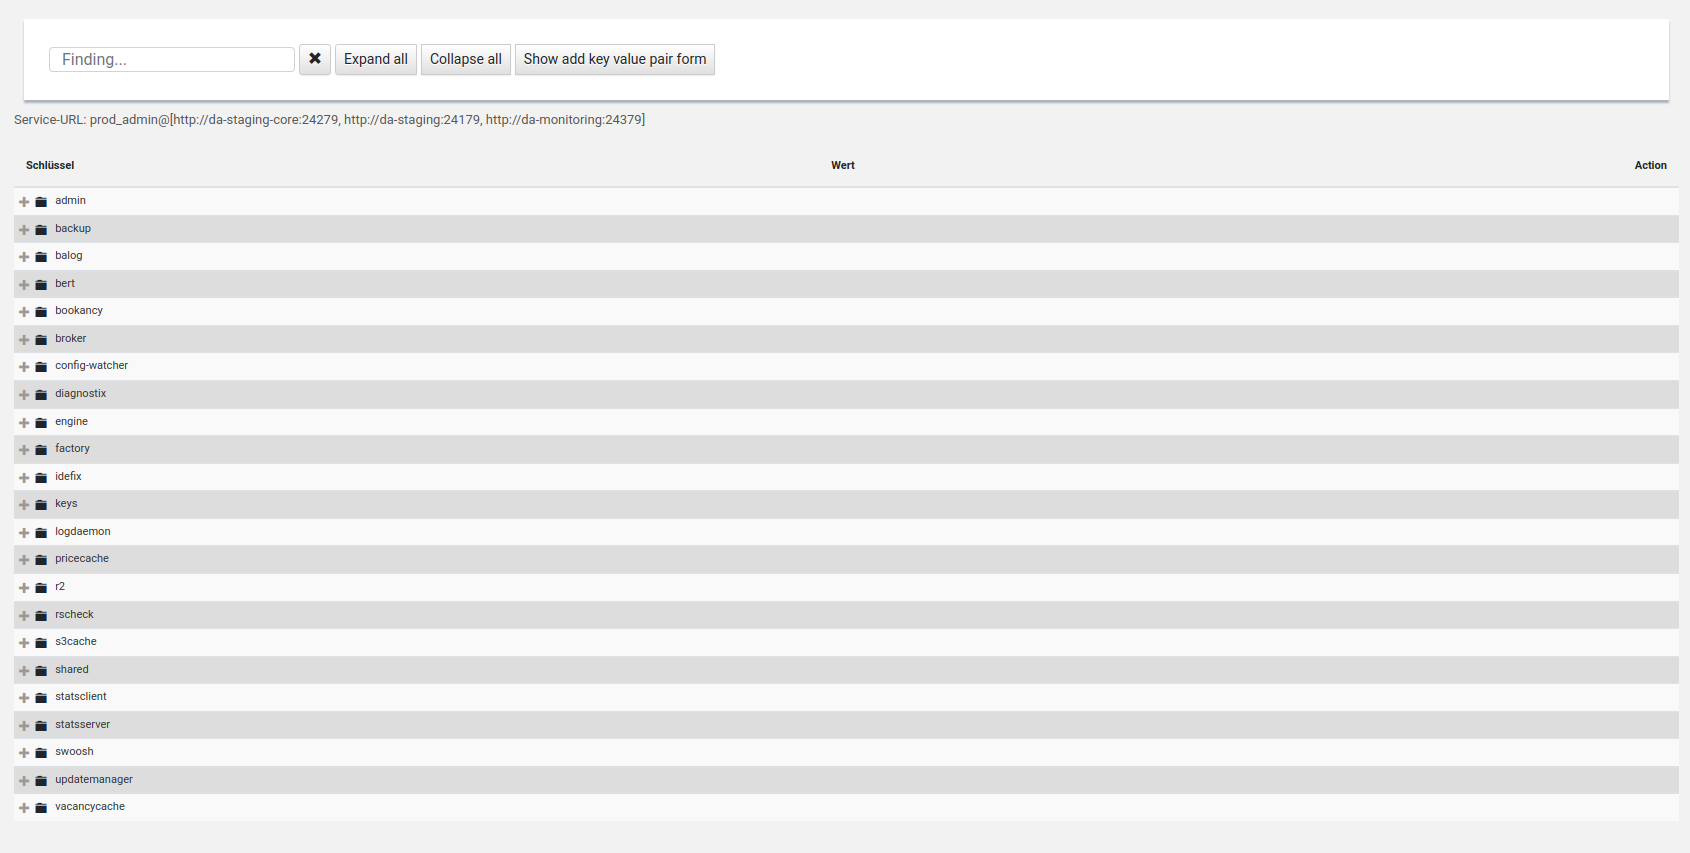 Finding... ✖ Expand all Collapse all Show add key value pair form
Service-URL: prod_admin@[http://da-staging-core:24279, http://da-staging:24179, http://da-monitoring:24379]
Schlüssel Wert Action
admin
backup
balog
bert
bookancy
broker
config-watcher
diagnostix
engine
factory
idefix
keys
logdaemon
pricecache
r2
rscheck
s3cache
shared
statsclient
statsserver
swoosh
updatemanager
vacancycache